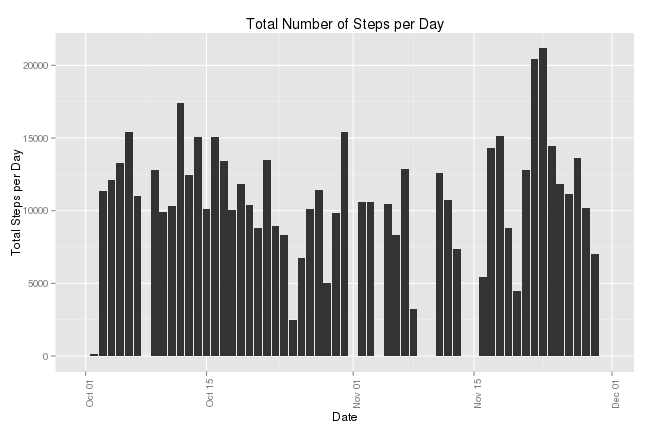 Total Number of Steps per Day
Total Steps per Day
20000
15000
10000
5000
0
Oct 01
Oct 15
Nov 01
Nov 15
Dec 01
Date